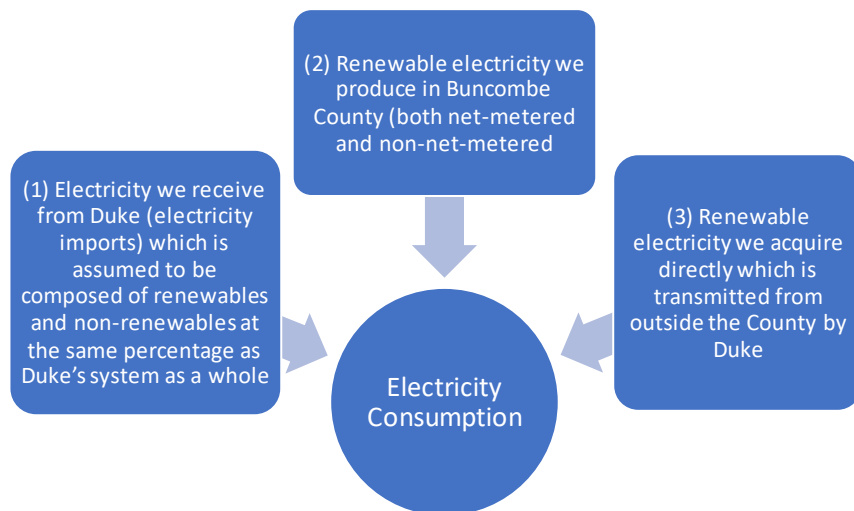 (2) Renewable electricity we
produce in Buncombe
County (both net-metered
and non-net-metered
(1) Electricity we receive
from Duke (electricity
imports) which is
assumed to be
composed of renewables
and non-renewables at
the same percentage as
Duke's system as a whole
(3) Renewable
electricity we acquire
directly which is
transmitted from
outside the County by
Duke
Electricity
Consumption